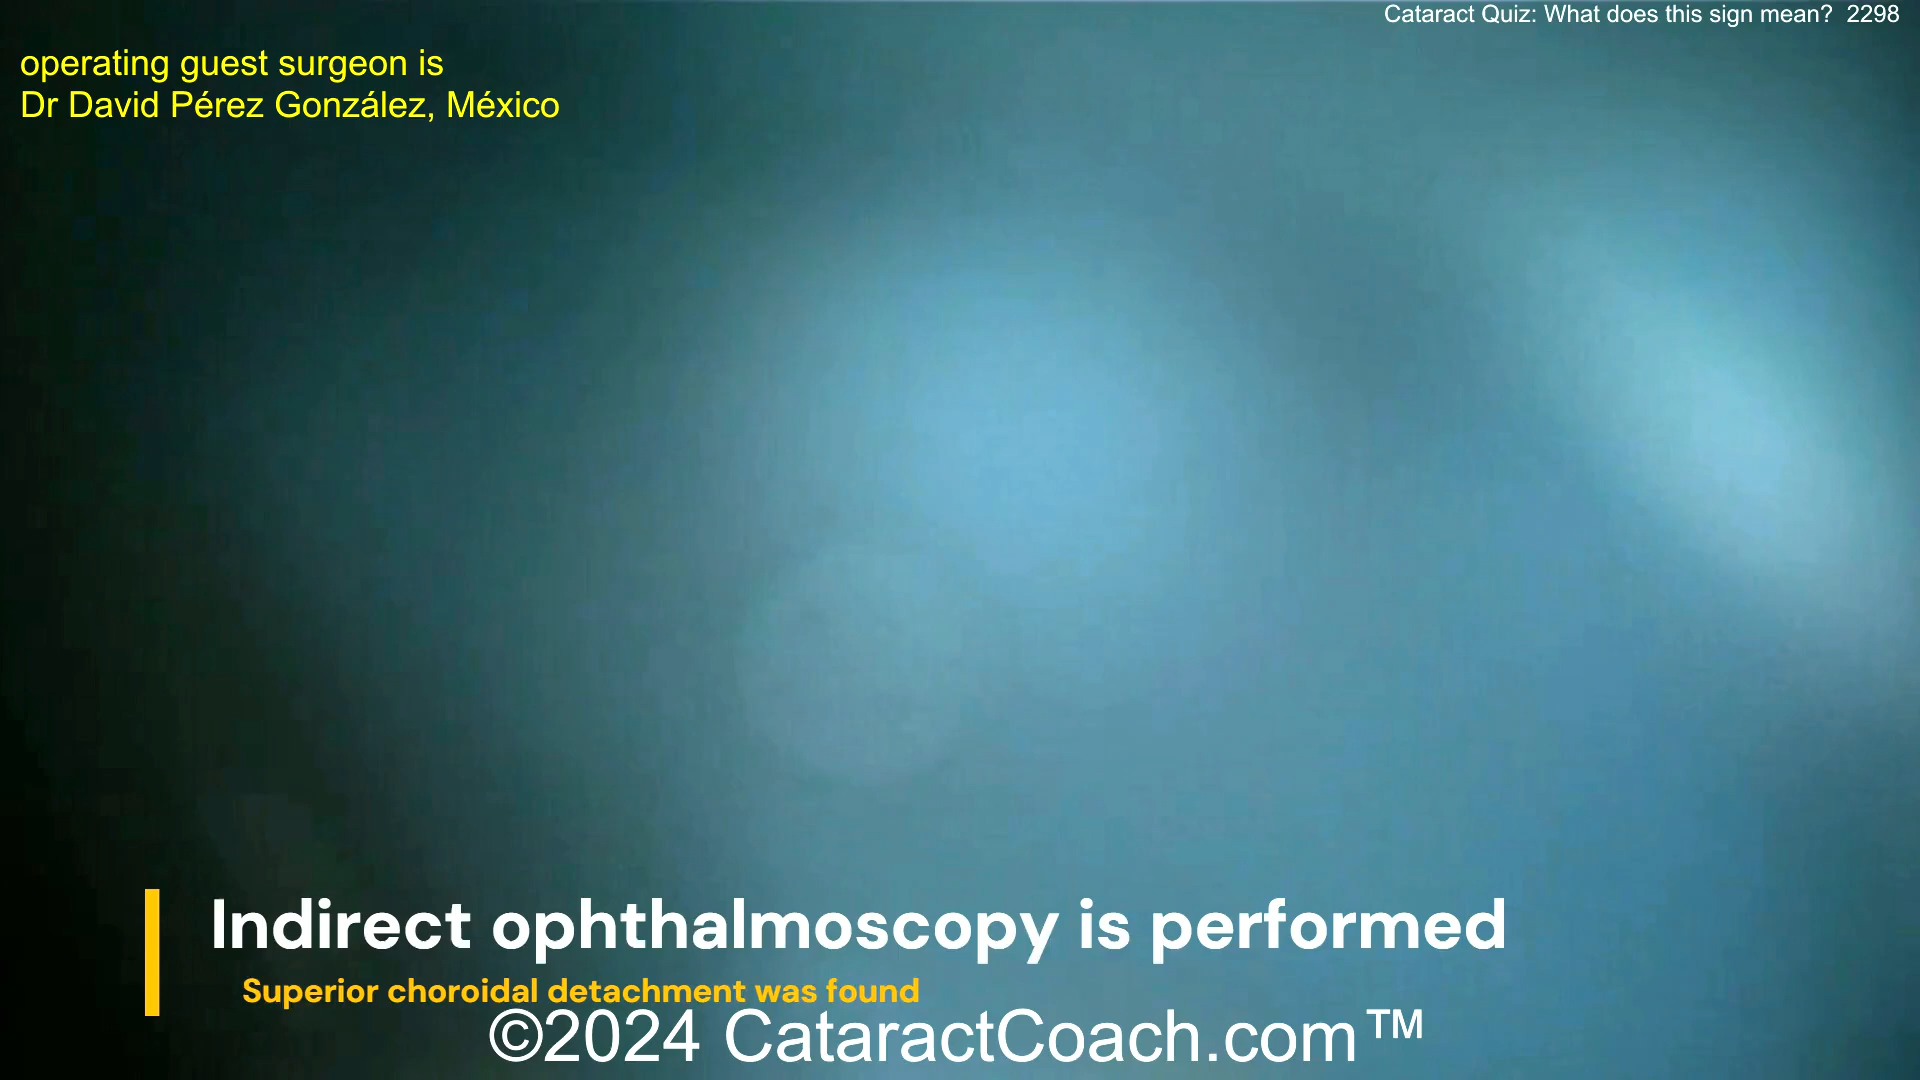 Cataract Quiz: What does this sign mean?  2298
operating guest surgeon is
Dr David Pérez González, México
Indirect ophthalmoscopy is performed
Superior choroidal detachment was found
©2024 CataractCoach.com™